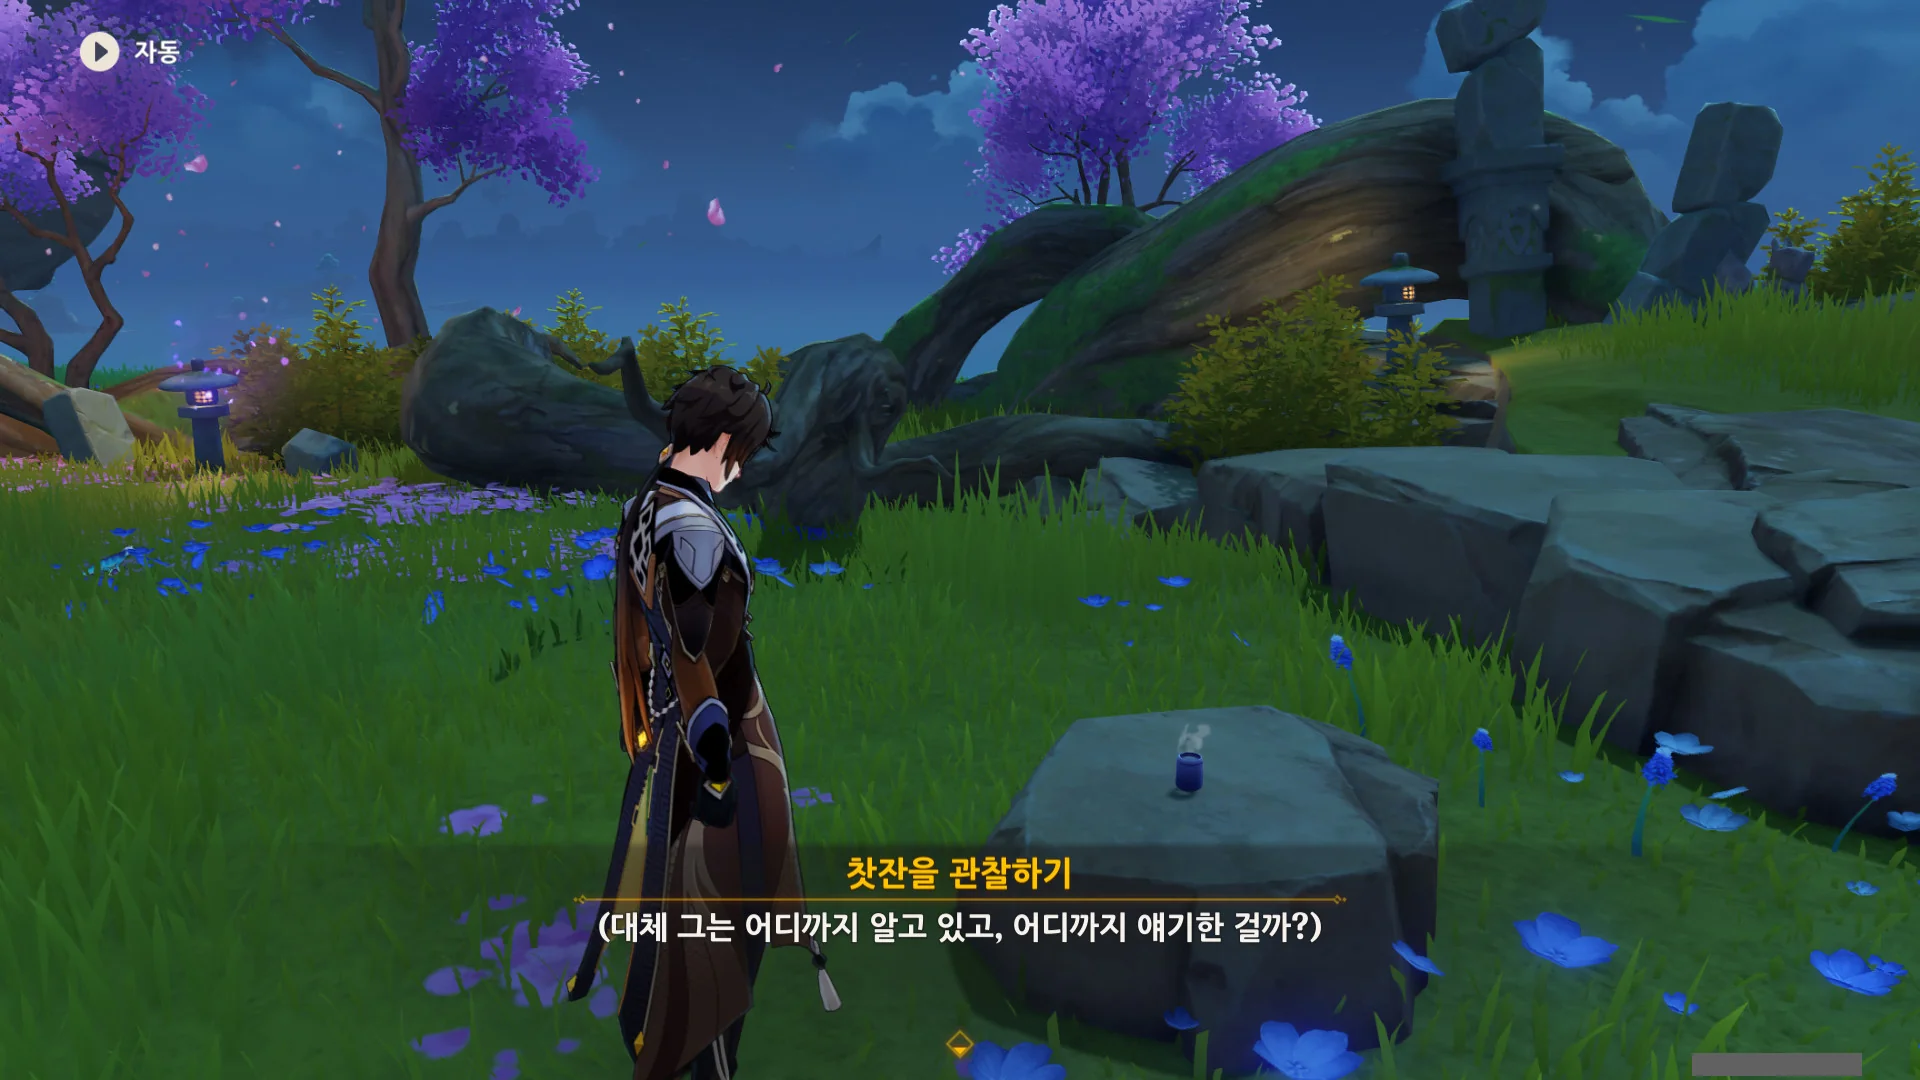 자동
찻잔을 관찰하기
(대체 그는 어디까지 알고 있고, 어디까지 얘기한 걸까?)